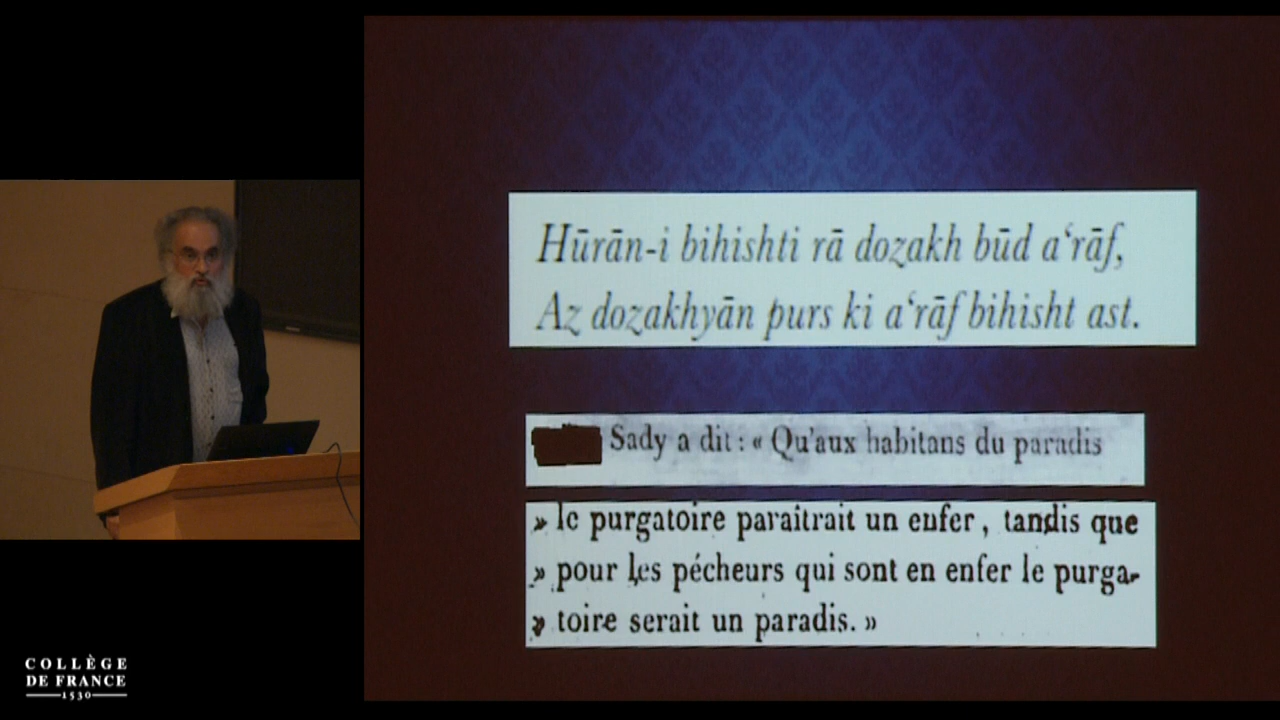 Hūrān-i bihishti rā dozakh būd a‘rāf,
Az dozakhyān purs ki a‘rāf bihisht ast.
Sady a dit : « Qu'aux habitans du paradis
» le purgatoire paraîtrait un enfer, tandis que
» pour les pécheurs qui sont en enfer le purga-
» toire serait un paradis. »
COLLÈGE
DE FRANCE
1530